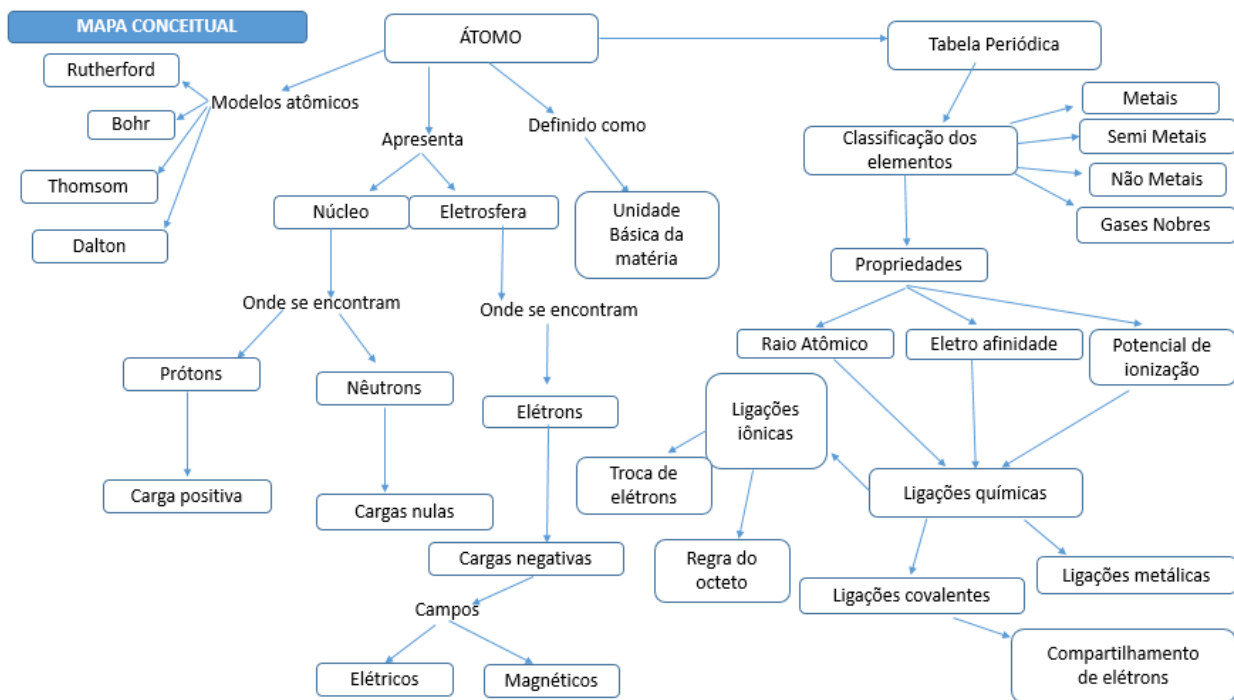 MAPA CONCEITUAL
ÁTOMO
Tabela Periódica
Rutherford
Modelos atômicos
Bohr
Thomsom
Dalton
Apresenta
Definido como
Classificação dos
elementos
Metais
Semi Metais
Não Metais
Gases Nobres
Núcleo
Eletrosfera
Unidade
Básica da
matéria
Propriedades
Onde se encontram
Onde se encontram
Raio Atômico
Eletro afinidade
Potencial de
ionização
Prótons
Nêutrons
Elétrons
Ligações
iônicas
Troca de
elétrons
Ligações químicas
Carga positiva
Cargas nulas
Cargas negativas
Regra do
octeto
Ligações metálicas
Ligações covalentes
Campos
Elétricos
Magnéticos
Compartilhamento
de elétrons